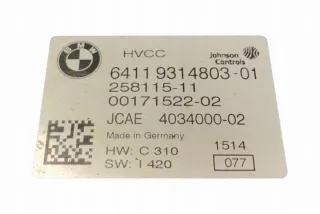 BMW
HVCC
Johnson Controls
6411 9314803-01
258115-11
00171522-02
JCAE 4034000-02
Made in Germany
HW: C 310 1514
SW: I 420 077